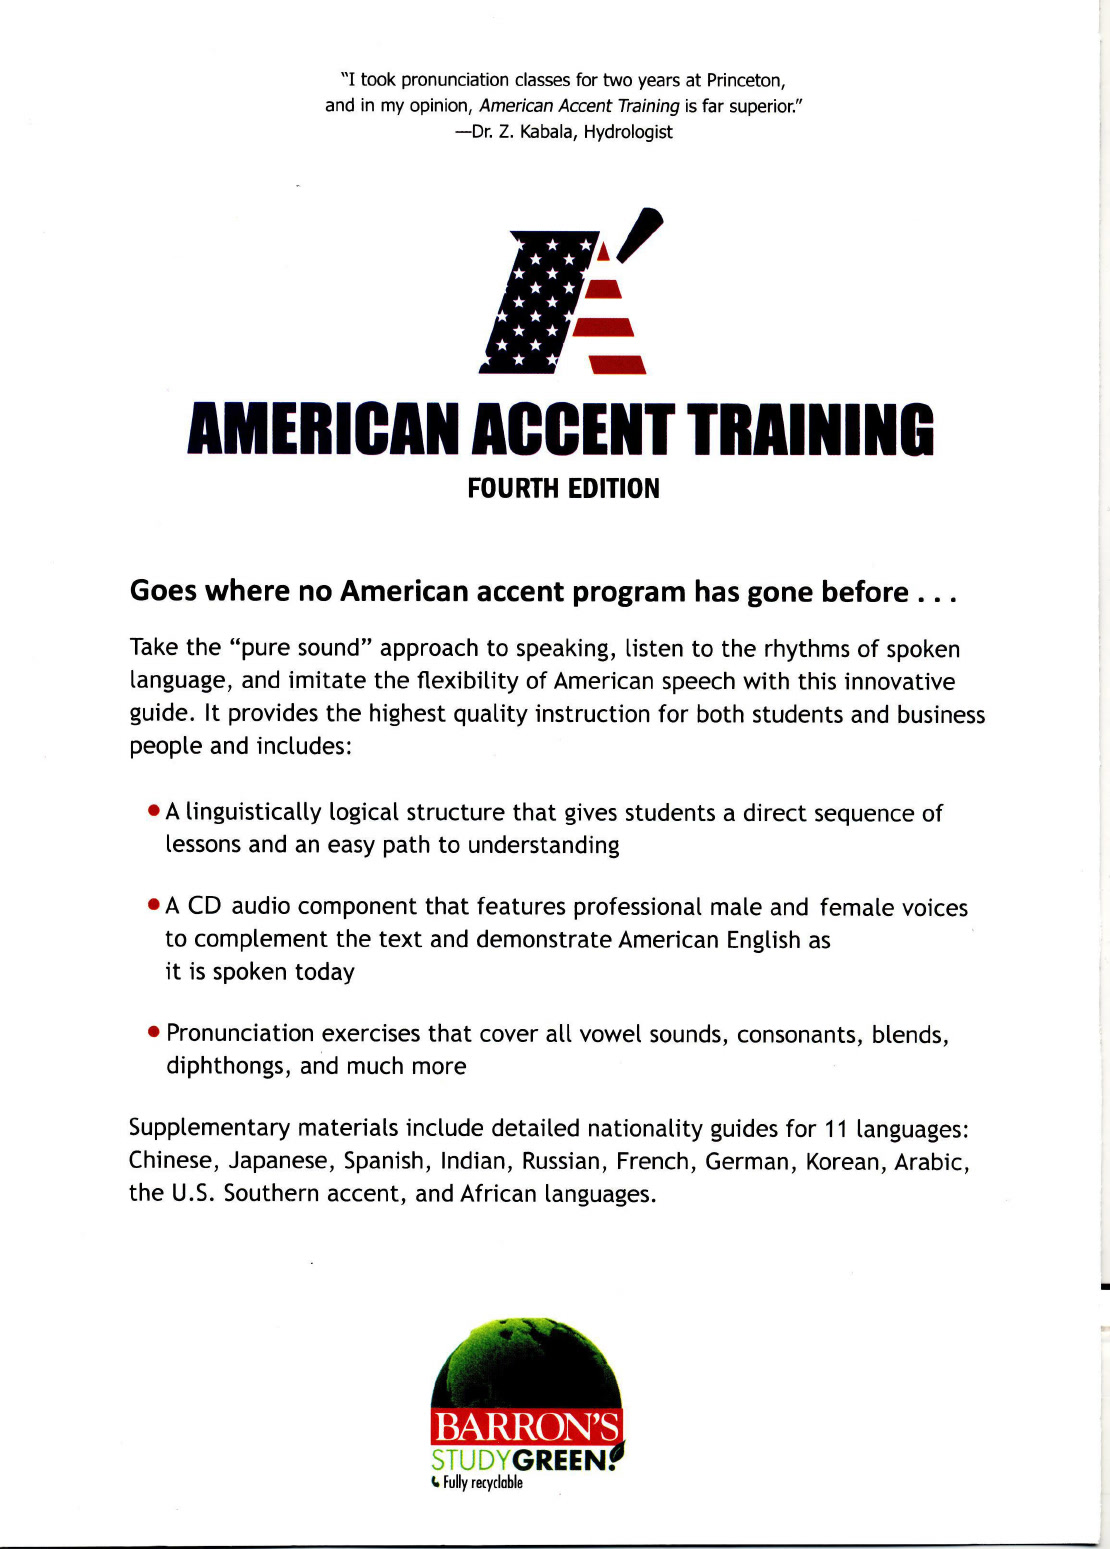 "I took pronunciation classes for two years at Princeton,
and in my opinion, American Accent Training is far superior."
—Dr. Z. Kabala, Hydrologist
AMERICAN ACCENT TRAINING
FOURTH EDITION
Goes where no American accent program has gone before . . .
Take the “pure sound” approach to speaking, listen to the rhythms of spoken
language, and imitate the flexibility of American speech with this innovative
guide. It provides the highest quality instruction for both students and business
people and includes:
• A linguistically logical structure that gives students a direct sequence of
lessons and an easy path to understanding
• A CD audio component that features professional male and female voices
to complement the text and demonstrate American English as
it is spoken today
• Pronunciation exercises that cover all vowel sounds, consonants, blends,
diphthongs, and much more
Supplementary materials include detailed nationality guides for 11 languages:
Chinese, Japanese, Spanish, Indian, Russian, French, German, Korean, Arabic,
the U.S. Southern accent, and African languages.
BARRON'S
STUDYGREEN!
Fully recyclable